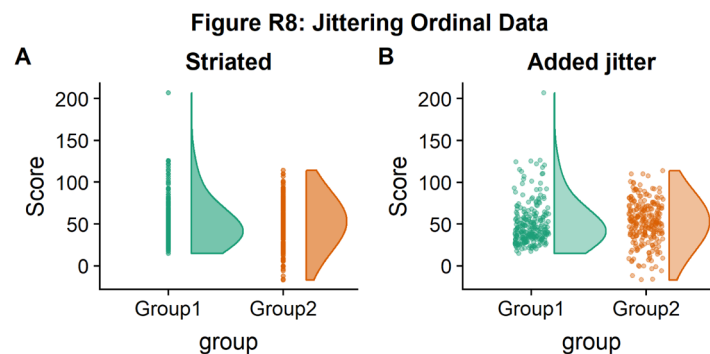 Figure R8: Jittering Ordinal Data
A
Striated
200
150
100
50
0
Score
Group1
Group2
group
B
Added jitter
200
150
100
50
0
Score
Group1
Group2
group